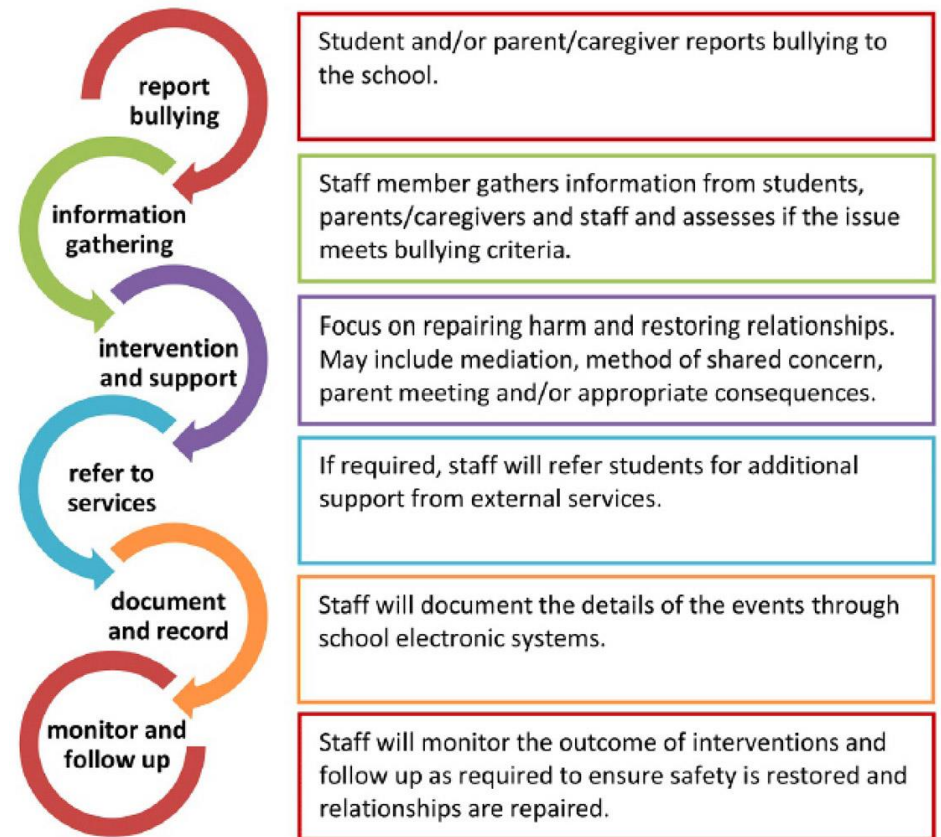 report
bullying
Student and/or parent/caregiver reports bullying to
the school.
information
gathering
Staff member gathers information from students,
parents/caregivers and staff and assesses if the issue
meets bullying criteria.
intervention
and support
Focus on repairing harm and restoring relationships.
May include mediation, method of shared concern,
parent meeting and/or appropriate consequences.
refer to
services
If required, staff will refer students for additional
support from external services.
document
and record
Staff will document the details of the events through
school electronic systems.
monitor and
follow up
Staff will monitor the outcome of interventions and
follow up as required to ensure safety is restored and
relationships are repaired.